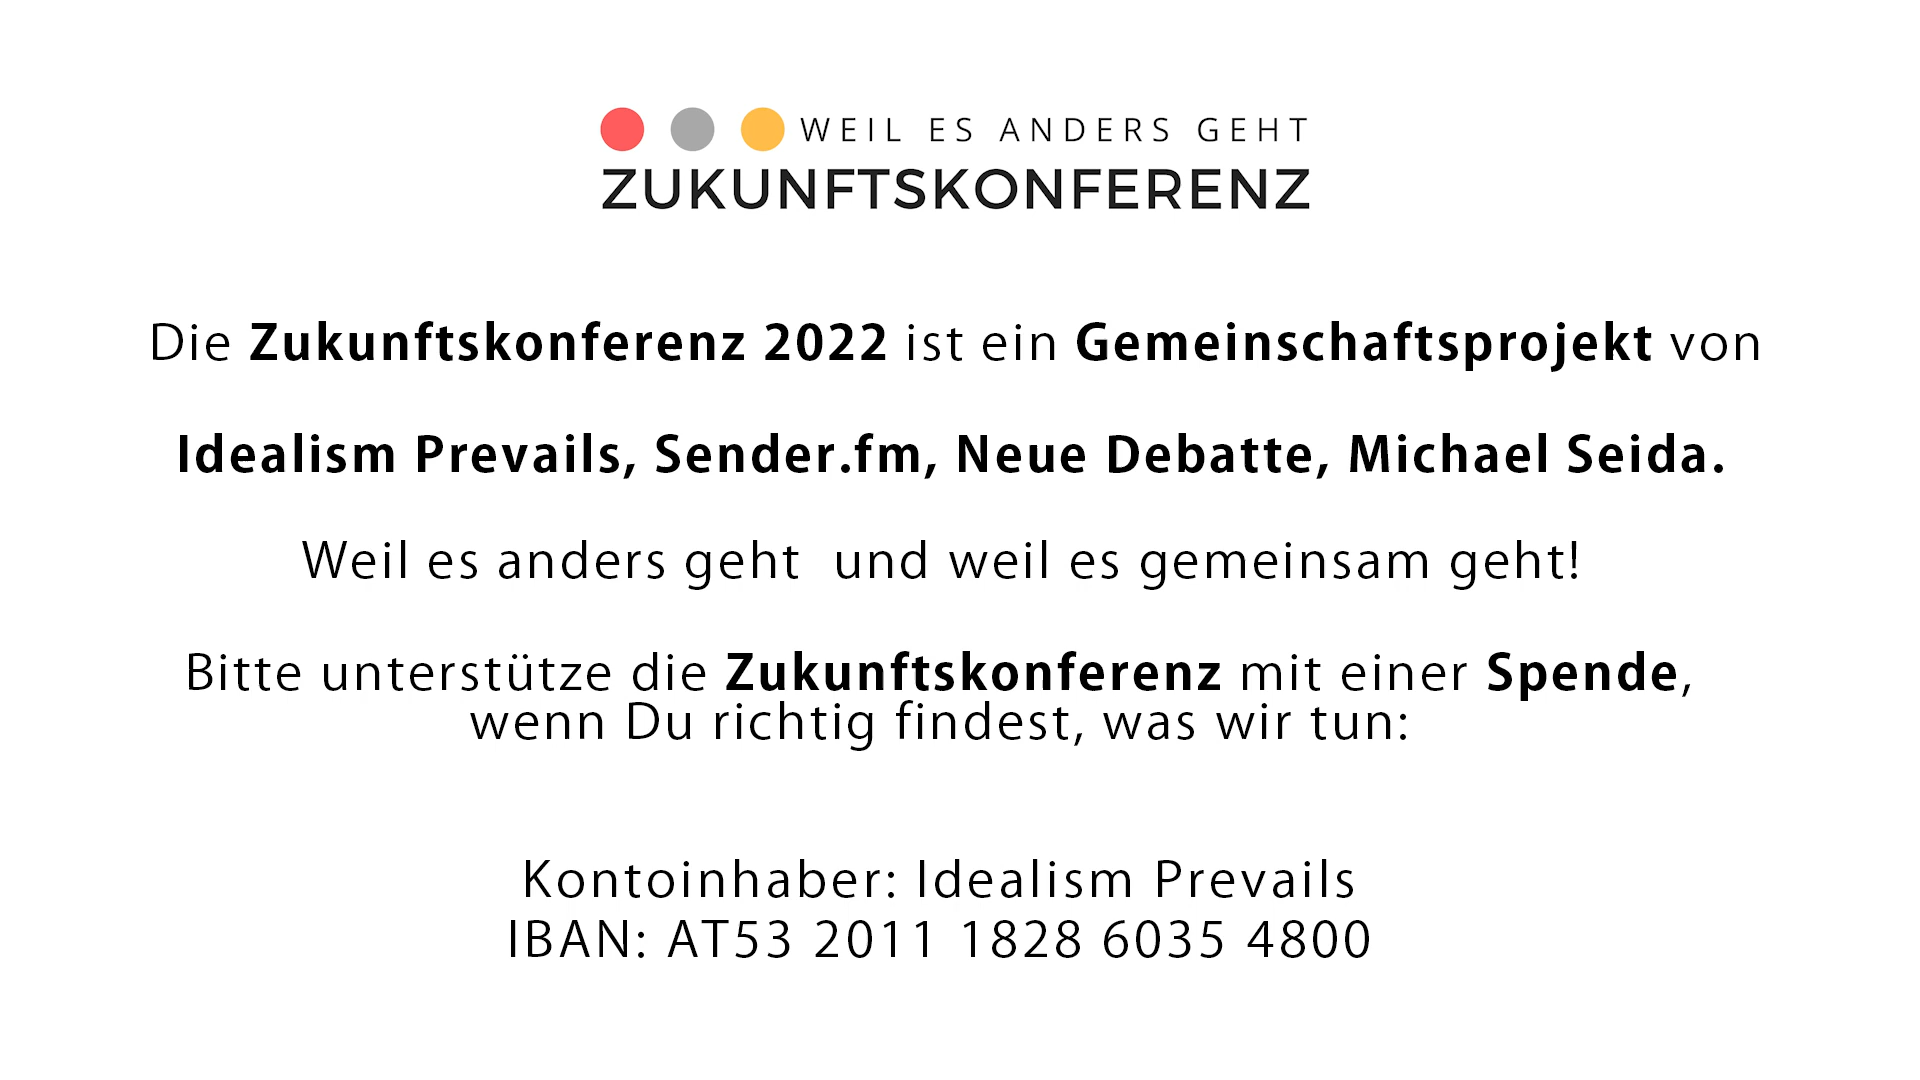 WEIL ES ANDERS GEHT
ZUKUNFTSKONFERENZ
Die Zukunftskonferenz 2022 ist ein Gemeinschaftsprojekt von
Idealism Prevails, Sender.fm, Neue Debatte, Michael Seida.
Weil es anders geht  und weil es gemeinsam geht!
Bitte unterstütze die Zukunftskonferenz mit einer Spende,
wenn Du richtig findest, was wir tun:
Kontoinhaber: Idealism Prevails
IBAN: AT53 2011 1828 6035 4800